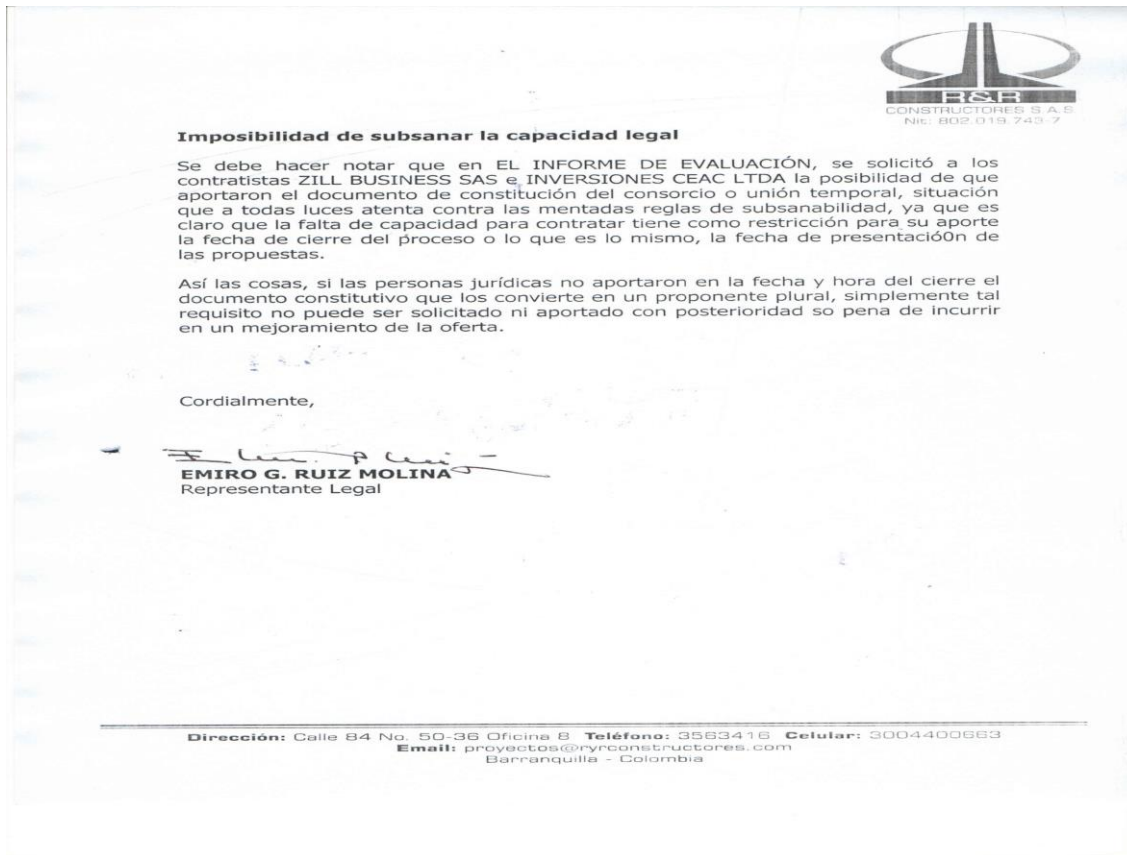 R&R
CONSTRUCTORES S.A.S.
Nit: 802.019.743-7
Imposibilidad de subsanar la capacidad legal
Se debe hacer notar que en EL INFORME DE EVALUACIÓN, se solicitó a los
contratistas ZILL BUSINESS SAS e INVERSIONES CEAC LTDA la posibilidad de que
aportaron el documento de constitución del consorcio o unión temporal, situación
que a todas luces atenta contra las mentadas reglas de subsanabilidad, ya que es
claro que la falta de capacidad para contratar tiene como restricción para su aporte
la fecha de cierre del proceso o lo que es lo mismo, la fecha de presentació0n de
las propuestas.
Así las cosas, si las personas jurídicas no aportaron en la fecha y hora del cierre el
documento constitutivo que los convierte en un proponente plural, simplemente tal
requisito no puede ser solicitado ni aportado con posterioridad so pena de incurrir
en un mejoramiento de la oferta.
Cordialmente,
EMIRO G. RUIZ MOLINA
Representante Legal
Dirección: Calle 84 No. 50-36 Oficina 8 Teléfono: 3563416 Celular: 3004400663
Email: proyectos@ryrconstructores.com
Barranquilla - Colombia